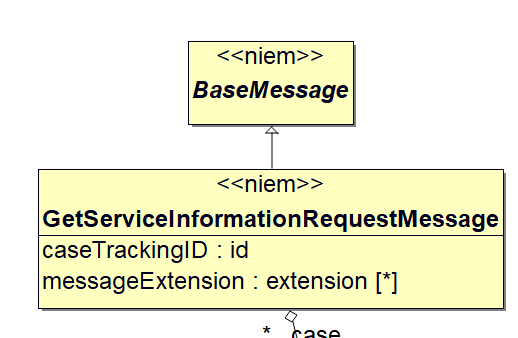 <<niem>>
BaseMessage
<<niem>>
GetServiceInformationRequestMessage
caseTrackingID : id
messageExtension : extension [*]
* case